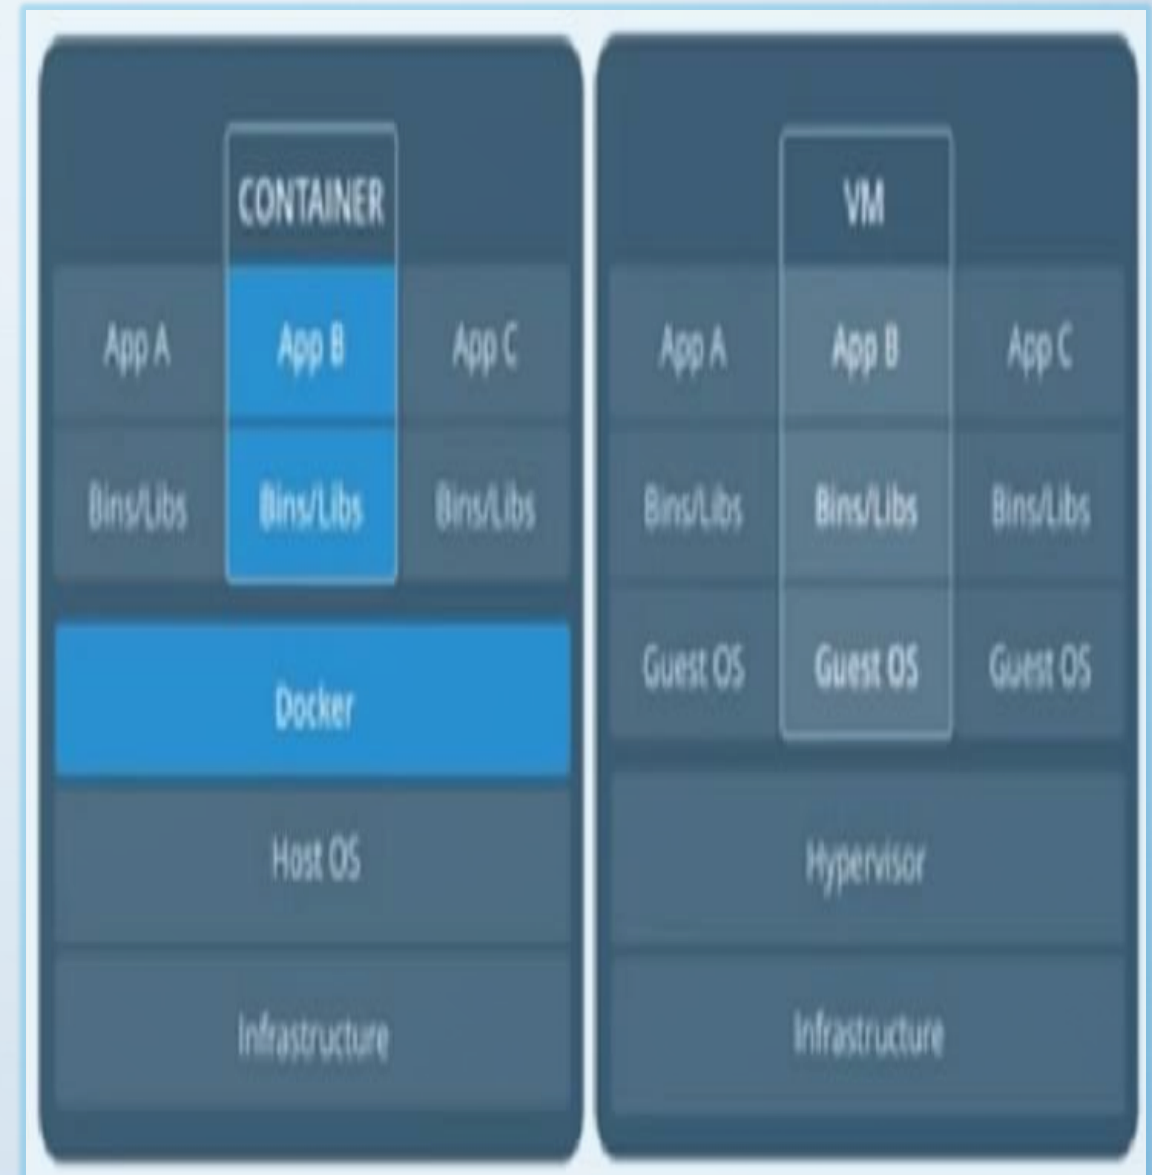 CONTAINER
App A App B App C
Bins/Libs Bins/Libs Bins/Libs
Docker
Host OS
Infrastructure
VM
App A App B App C
Bins/Libs Bins/Libs Bins/Libs
Guest OS Guest OS Guest OS
Hypervisor
Infrastructure